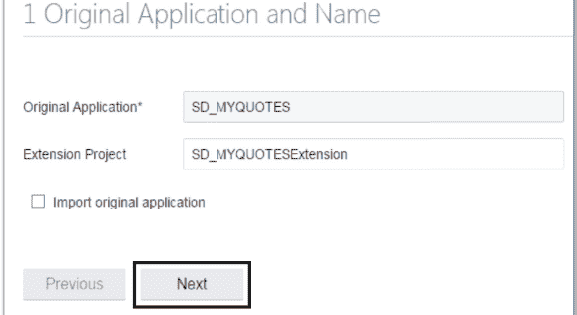 1 Original Application and Name
Original Application* SD_MYQUOTES
Extension Project SD_MYQUOTESExtension
Import original application
Previous Next